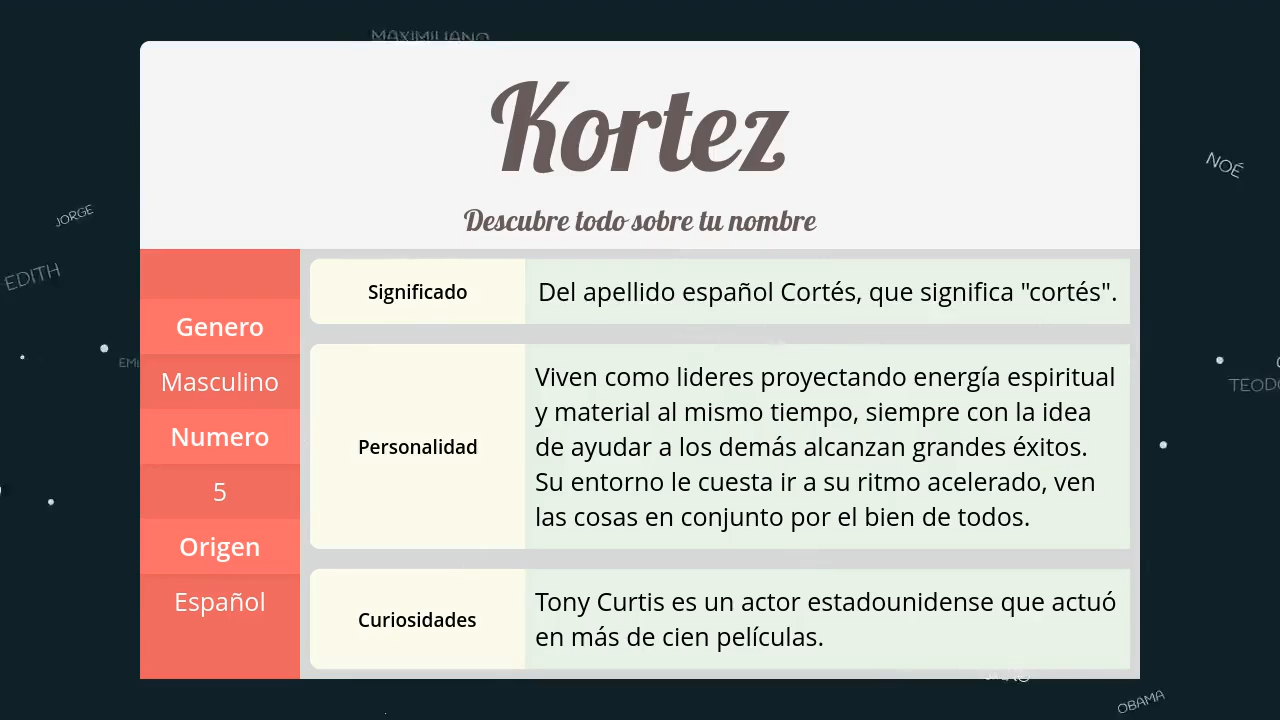 MAXIMILIANO
Kortez
Descubre todo sobre tu nombre
NOÉ
JORGE
EDITH
Genero
Masculino
Numero
5
Origen
Español
Significado
Del apellido español Cortés, que significa "cortés".
Personalidad
Viven como lideres proyectando energía espiritual
y material al mismo tiempo, siempre con la idea
de ayudar a los demás alcanzan grandes éxitos.
Su entorno le cuesta ir a su ritmo acelerado, ven
las cosas en conjunto por el bien de todos.
Curiosidades
Tony Curtis es un actor estadounidense que actuó
en más de cien películas.
OBAMA